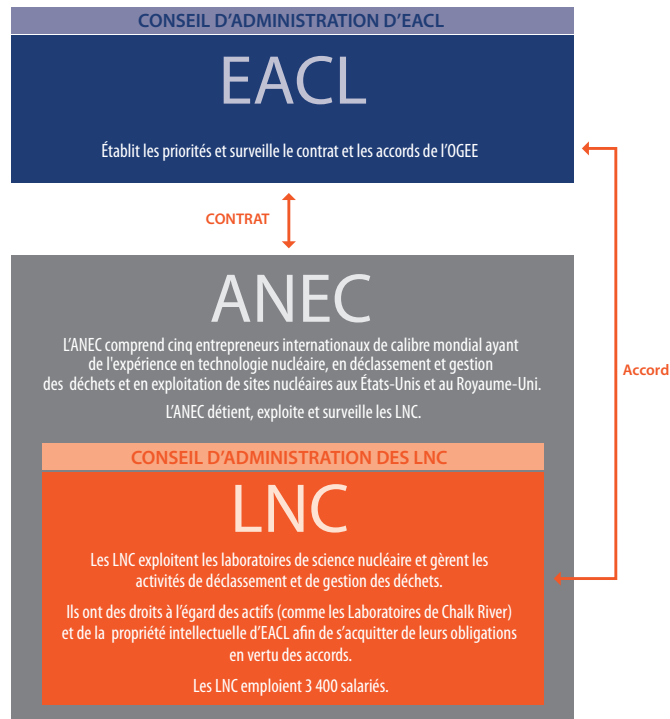 CONSEIL D'ADMINISTRATION D'EACL
EACL
Établit les priorités et surveille le contrat et les accords de l'OGEE
CONTRAT
ANEC
L'ANEC comprend cinq entrepreneurs internationaux de calibre mondial ayant
de l'expérience en technologie nucléaire, en déclassement et gestion
des déchets et en exploitation de sites nucléaires aux États-Unis et au Royaume-Uni.
L'ANEC détient, exploite et surveille les LNC.
Accord
CONSEIL D'ADMINISTRATION DES LNC
LNC
Les LNC exploitent les laboratoires de science nucléaire et gèrent les
activités de déclassement et de gestion des déchets.
Ils ont des droits à l'égard des actifs (comme les Laboratoires de Chalk River)
et de la propriété intellectuelle d'EACL afin de s'acquitter de leurs obligations
en vertu des accords.
Les LNC emploient 3 400 salariés.